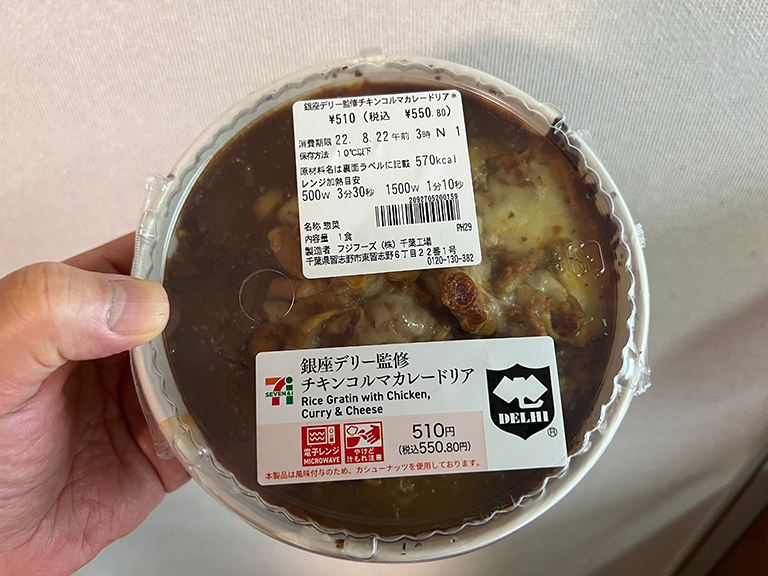 銀座デリー監修チキンコルマカレードリア*
¥510 (税込 ¥550.80)
消費期限 22. 8.22 午前 3時 N 1
保存方法 10℃以下
原材料名は裏面ラベルに記載 570kcal
レンジ加熱目安
500W 3分30秒 1500W 1分10秒
2092705200159
名称 惣菜
PH29
内容量 1食
製造者 フジフーズ(株)千葉工場
千葉県習志野市東習志野6丁目22番1号
0120-130-382
銀座デリー監修
チキンコルマカレードリア
Rice Gratin with Chicken,
Curry & Cheese
7
SEVEN&i
DELHI
®
電子レンジ
MICROWAVE
やけど
汁もれ注意
510円
(税込550.80円)
本製品は風味付与のため、カシューナッツを使用しております。